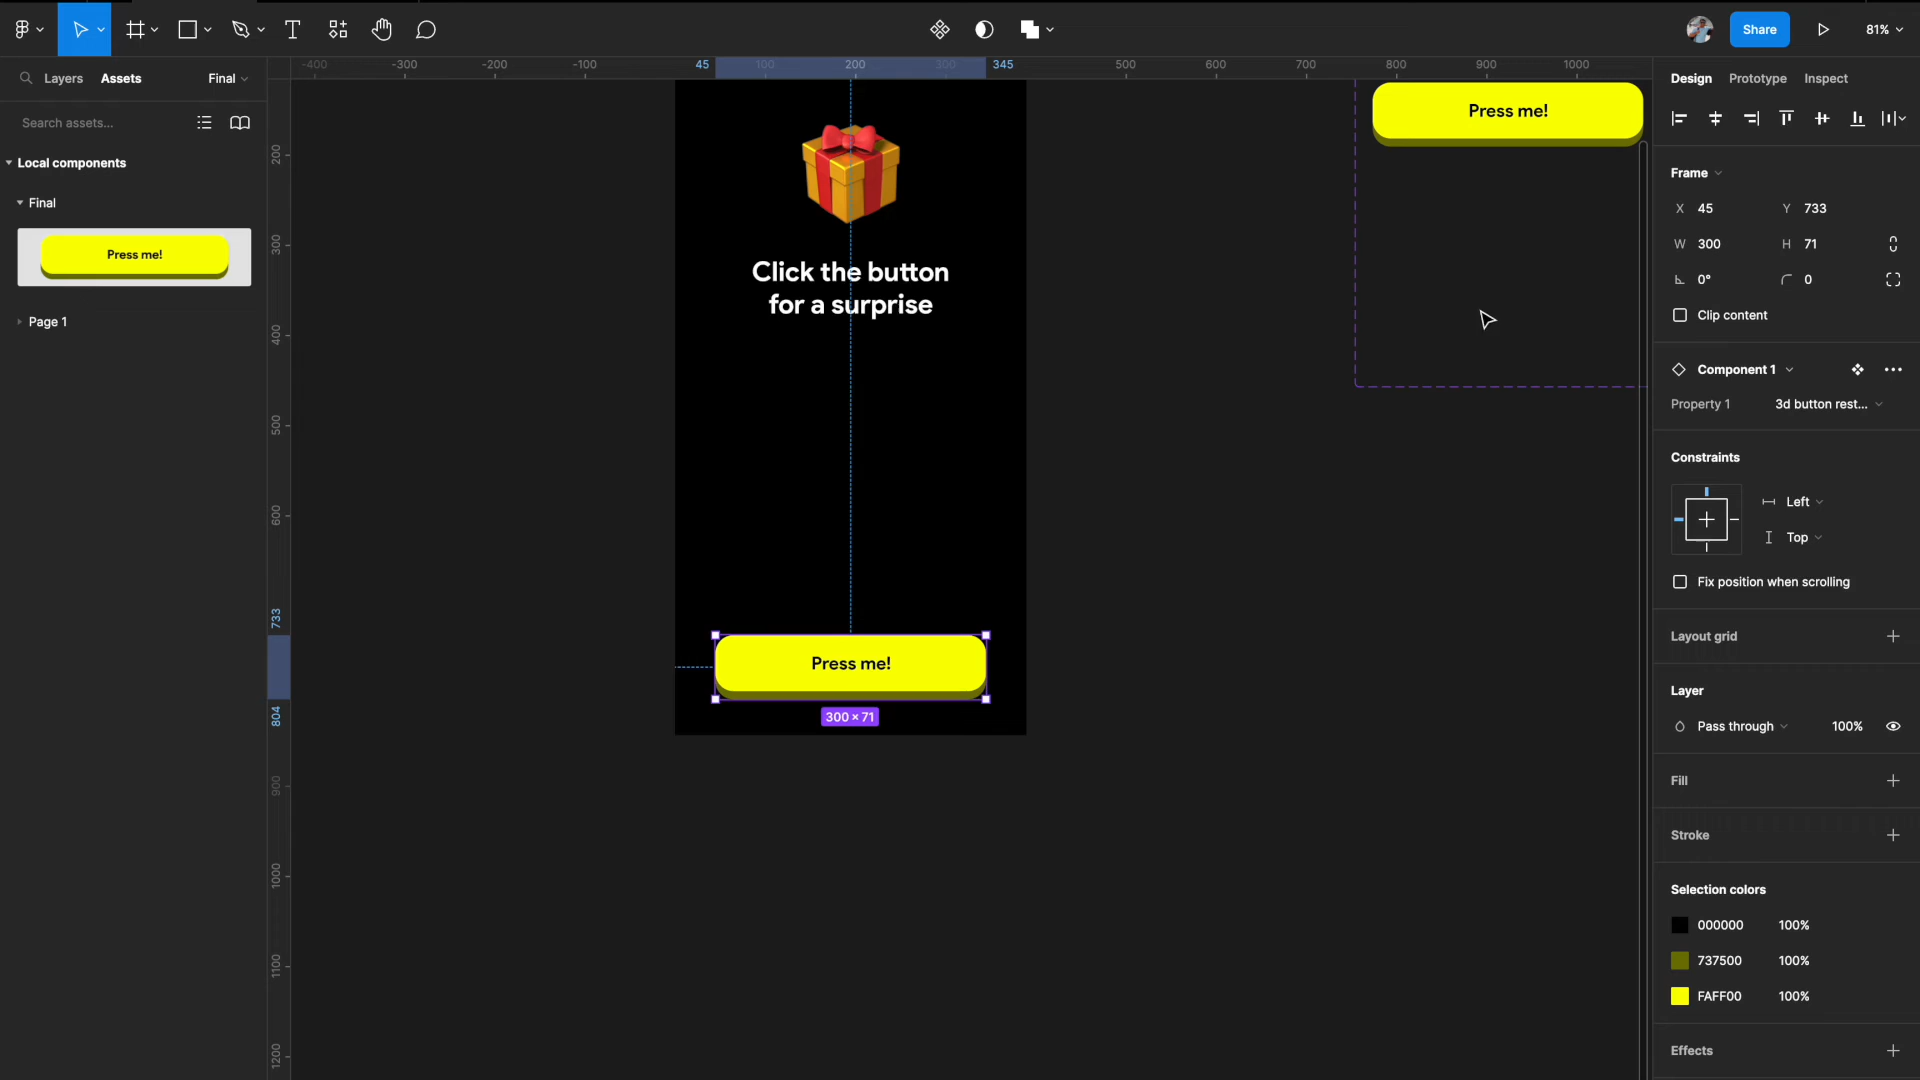 Share
81%
Layers
Assets
Final
Search assets...
Local components
Final
Press me!
Page 1
-400
-300
-200
-100
45
100
200
300
345
500
600
700
800
900
1000
200
300
400
500
600
733
804
900
1000
1100
1200
Click the button
for a surprise
Press me!
300 × 71
Press me!
Design
Prototype
Inspect
Frame
X 45
Y 733
W 300
H 71
0°
0
Clip content
Component 1
Property 1
3d button rest...
Constraints
Left
Top
Fix position when scrolling
Layout grid
Layer
Pass through
100%
Fill
Stroke
Selection colors
000000 100%
737500 100%
FAFF00 100%
Effects